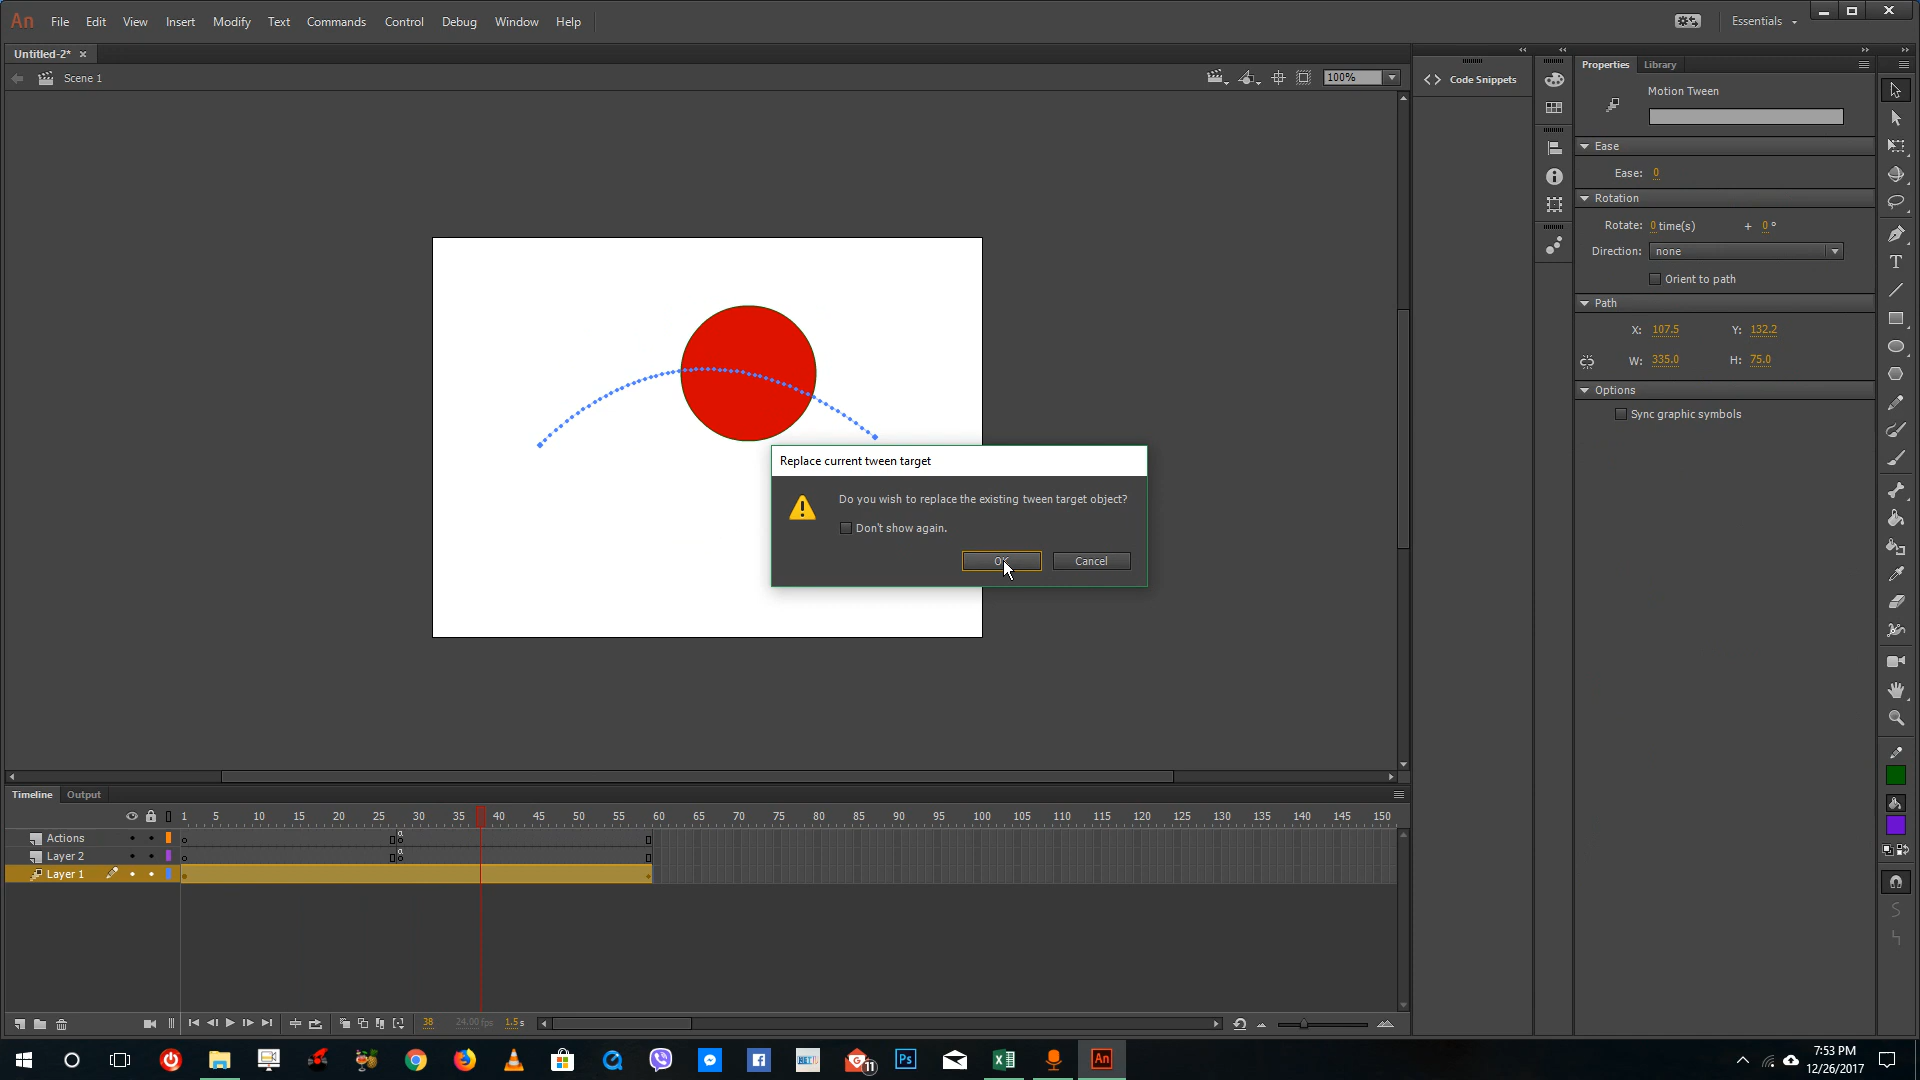 An File Edit View Insert Modify Text Commands Control Debug Window Help
Essentials
Untitled-2*
Scene 1
100%
Code Snippets
Properties Library
Motion Tween
Ease
Ease: 0
Rotation
Rotate: 0 time(s) + 0 °
Direction: none
Orient to path
Path
X: 107.5 Y: 132.2
W: 335.0 H: 75.0
Options
Sync graphic symbols
Replace current tween target
Do you wish to replace the existing tween target object?
Don't show again.
OK Cancel
Timeline Output
1 5 10 15 20 25 30 35 40 45 50 55 60 65 70 75 80 85 90 95 100 105 110 115 120 125 130 135 140 145 150
Actions
a
Layer 2
a
Layer 1
38 24.00 fps 1.5 s
11
Ps
An
7:53 PM
12/26/2017